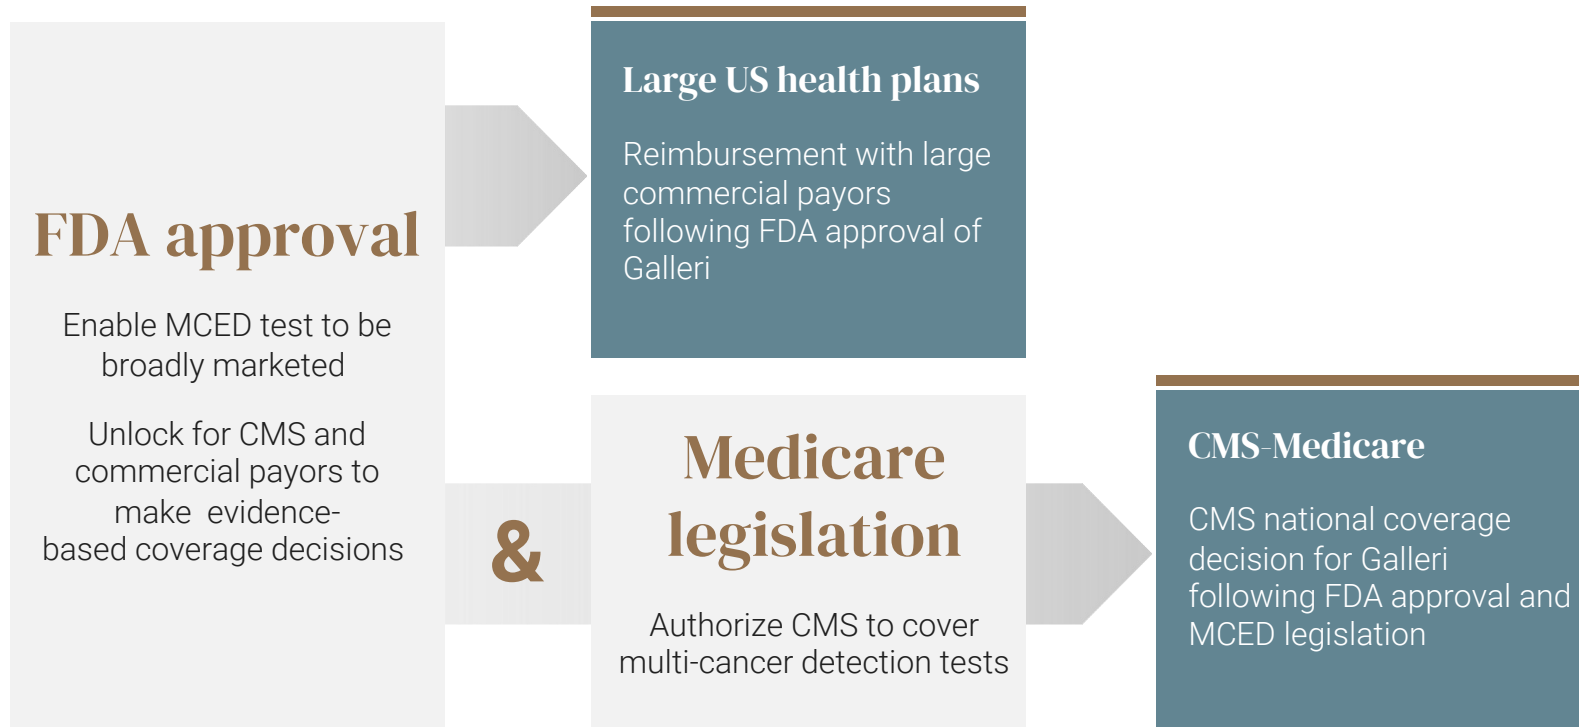 FDA approval
Enable MCED test to be
broadly marketed
Unlock for CMS and
commercial payors to
make evidence-
based coverage decisions
Large US health plans
Reimbursement with large
commercial payors
following FDA approval of
Galleri
&
Medicare
legislation
Authorize CMS to cover
multi-cancer detection tests
CMS-Medicare
CMS national coverage
decision for Galleri
following FDA approval and
MCED legislation